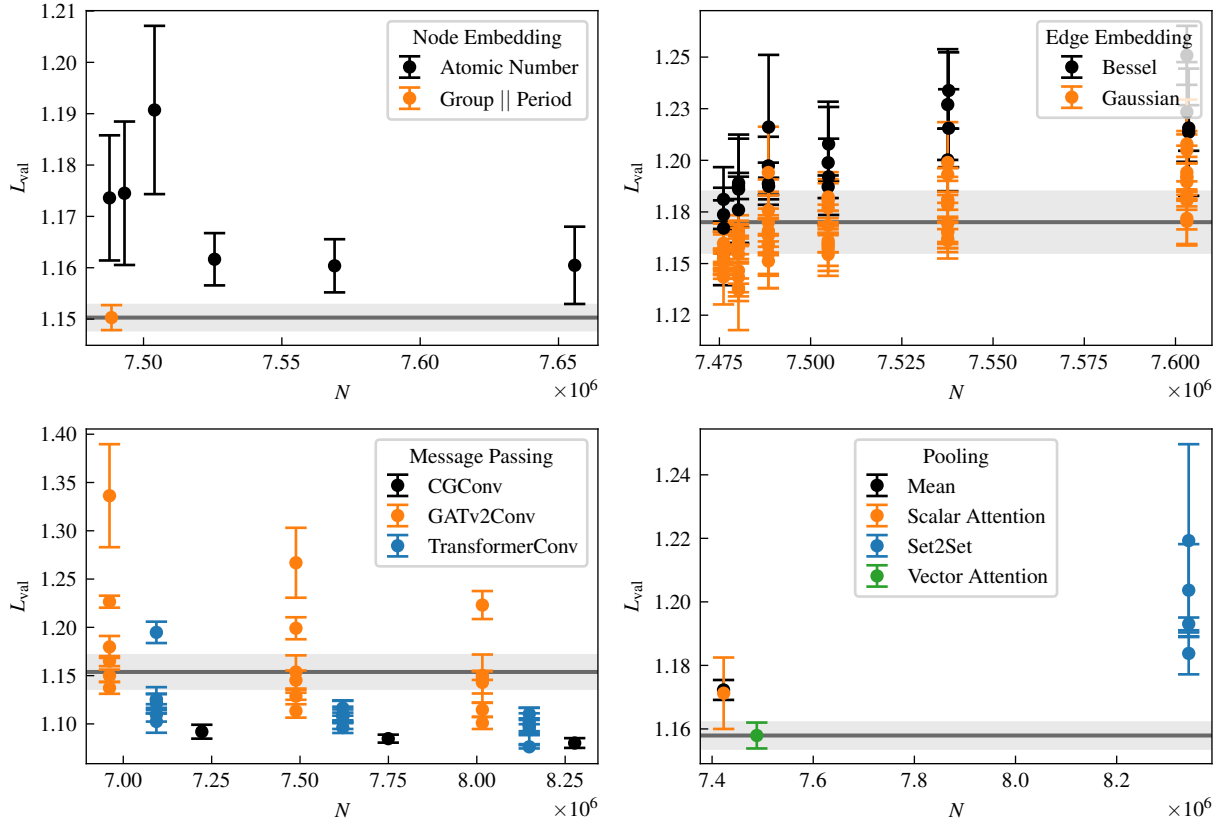 1.21
1.20
1.19
1.18
1.17
1.16
1.15
L_val
Node Embedding
Atomic Number
Group || Period
7.500
7.550
7.600
7.650
N
×10^6
1.25
1.23
1.20
1.18
1.15
1.12
L_val
Edge Embedding
Bessel
Gaussian
7.475
7.500
7.525
7.550
7.575
7.600
N
×10^6
1.40
1.35
1.30
1.25
1.20
1.15
1.10
L_val
Message Passing
CGConv
GATv2Conv
TransformerConv
7.00
7.25
7.50
7.75
8.00
8.25
N
×10^6
1.24
1.22
1.20
1.18
1.16
L_val
Pooling
Mean
Scalar Attention
Set2Set
Vector Attention
7.4
7.6
7.8
8.0
8.2
N
×10^6